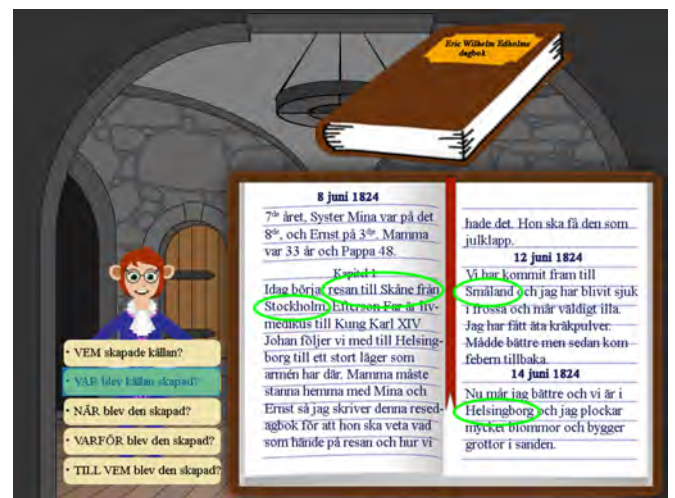 Eric Wilhelm Edholms
dagbok
8 juni 1824
7de året, Syster Mina var på det
8de, och Ernst på 3de. Mamma
var 33 år och Pappa 48.
Kapitel 1
Idag börja resan till Skåne från
Stockholm. Efterson Far är liv-
medikus till Kung Karl XIV
Johan följer vi med till Helsing-
borg till ett stort läger som
armén har där. Mamma måste
stanna hemma med Mina och
Ernst så jag skriver denna resed-
agbok för att hon ska veta vad
som hände på resan och hur vi
hade det. Hon ska få den som
julklapp.
12 juni 1824
Vi har kommit fram till
Småland och jag har blivit sjuk
i frossa och mår väldigt illa.
Jag har fått äta kräkpulver.
Mådde bättre men sedan kom
febern tillbaka.
14 juni 1824
Nu mår jag bättre och vi är i
Helsingborg och jag plockar
mycket blommor och bygger
grottor i sanden.
• VEM skapade källan?
• VAR blev källan skapad?
• NÄR blev den skapad?
• VARFÖR blev den skapad?
• TILL VEM blev den skapad?